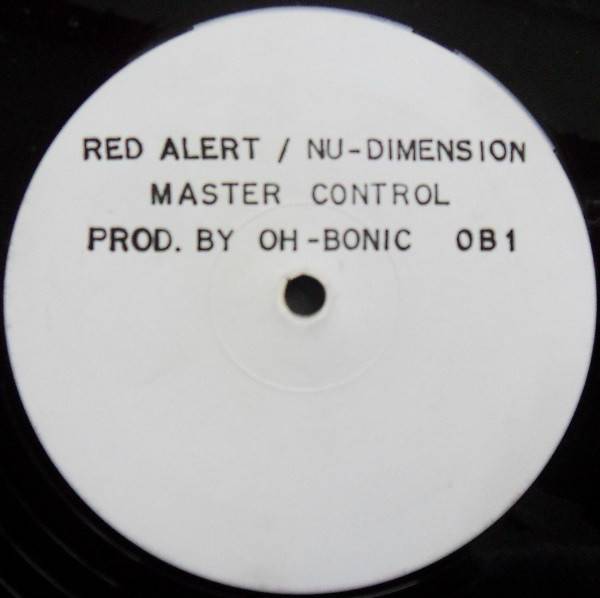 RED ALERT / NU-DIMENSION
MASTER CONTROL
PROD. BY OH-BONIC OB1